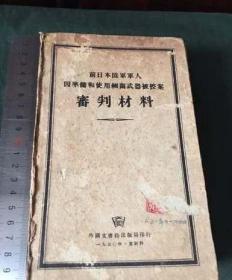 前日本陸軍軍人
因準備和使用細菌武器被控案
審判材料
外國文書籍出版局印行
一九五〇年·莫斯科